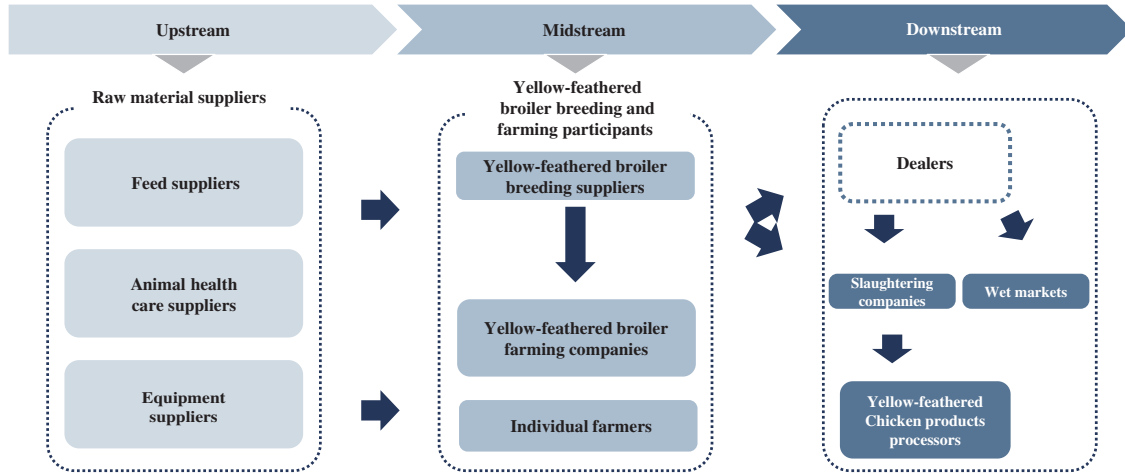 Upstream
Midstream
Downstream
Raw material suppliers
Feed suppliers
Animal health
care suppliers
Equipment
suppliers
Yellow-feathered
broiler breeding and
farming participants
Yellow-feathered broiler
breeding suppliers
Yellow-feathered broiler
farming companies
Individual farmers
Dealers
Slaughtering
companies
Wet markets
Yellow-feathered
Chicken products
processors